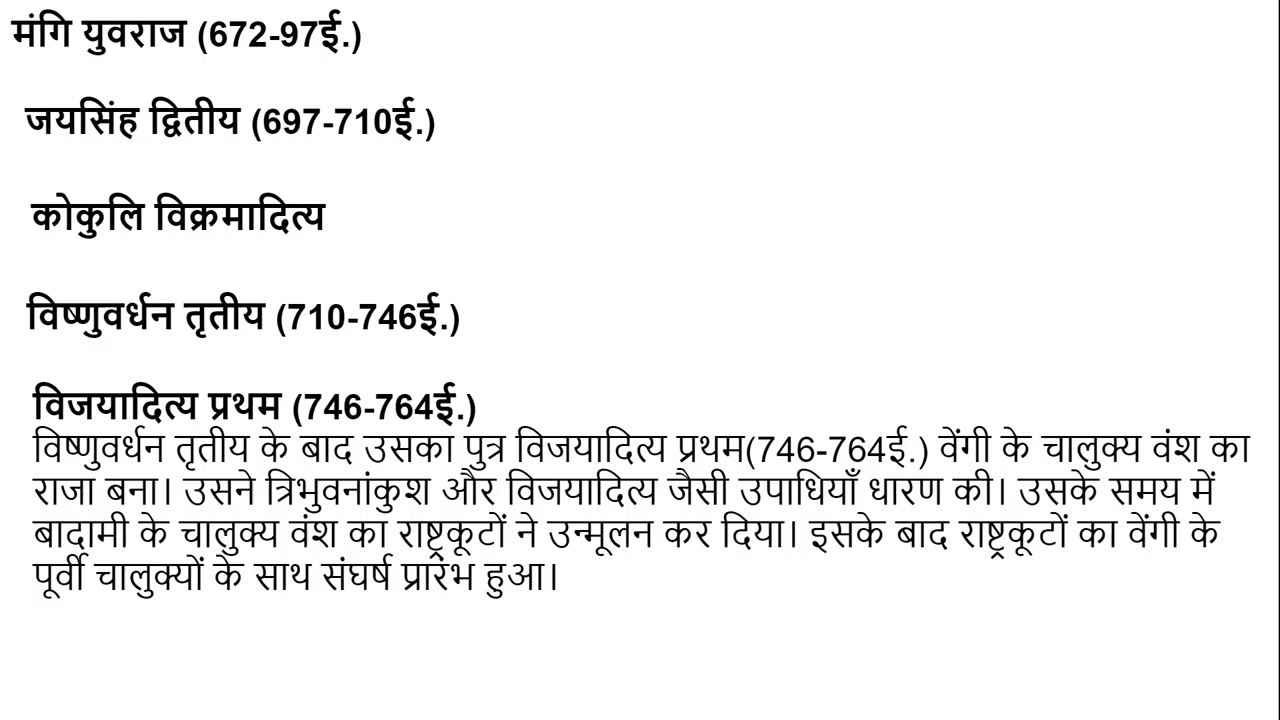 मंगि युवराज (672-97ई.)
जयसिंह द्वितीय (697-710ई.)
कोकुलि विक्रमादित्य
विष्णुवर्धन तृतीय (710-746ई.)
विजयादित्य प्रथम (746-764ई.)
विष्णुवर्धन तृतीय के बाद उसका पुत्र विजयादित्य प्रथम(746-764ई.) वेंगी के चालुक्य वंश का
राजा बना। उसने त्रिभुवनांकुश और विजयादित्य जैसी उपाधियाँ धारण की। उसके समय में
बादामी के चालुक्य वंश का राष्ट्रकूटों ने उन्मूलन कर दिया। इसके बाद राष्ट्रकूटों का वेंगी के
पूर्वी चालुक्यों के साथ संघर्ष प्रारंभ हुआ।